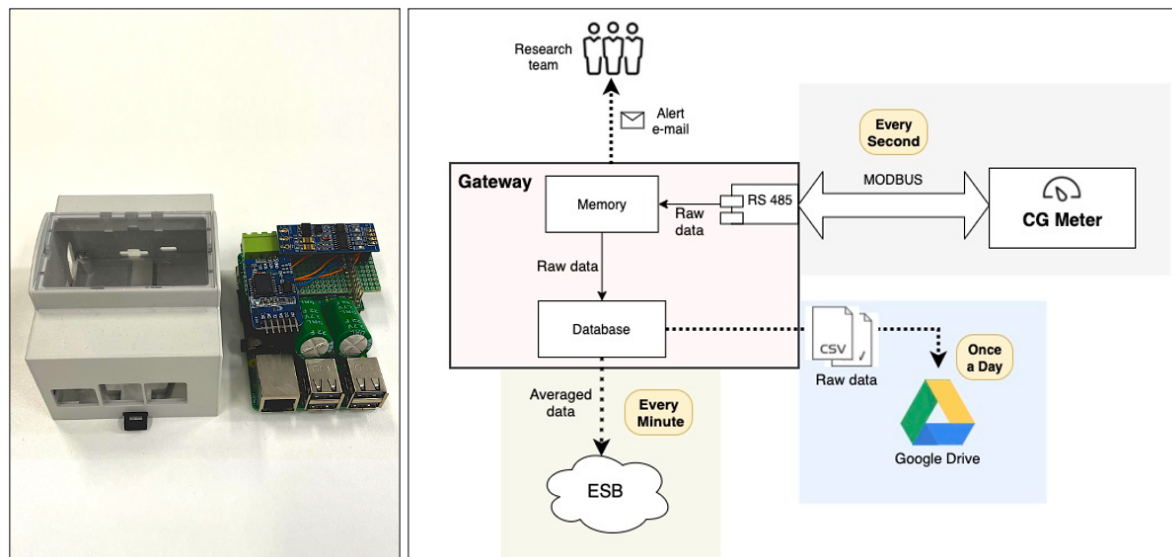 Research
team
Alert
e-mail
Every
Second
Gateway
MODBUS
Memory
RS 485
Raw
data
CG Meter
Raw data
Database
CSV
Once
a Day
Raw data
Averaged
data
Every
Minute
Google Drive
ESB